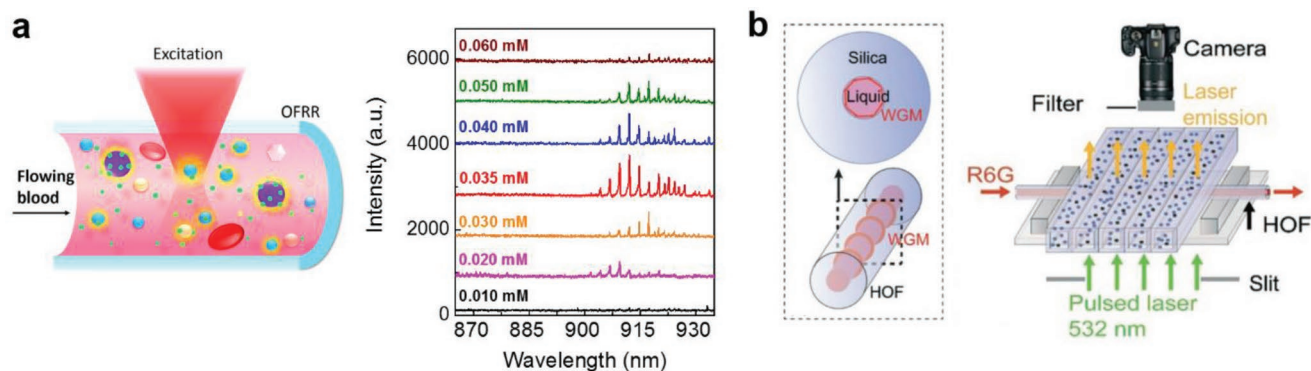 a
Excitation
OFRR
Flowing
blood
Intensity (a.u.)
6000
4000
2000
0
0.060 mM
0.050 mM
0.040 mM
0.035 mM
0.030 mM
0.020 mM
0.010 mM
870 885 900 915 930
Wavelength (nm)
b
Silica
Liquid
WGM
WGM
HOF
Camera
Filter
Laser
emission
R6G
HOF
Slit
Pulsed laser
532 nm